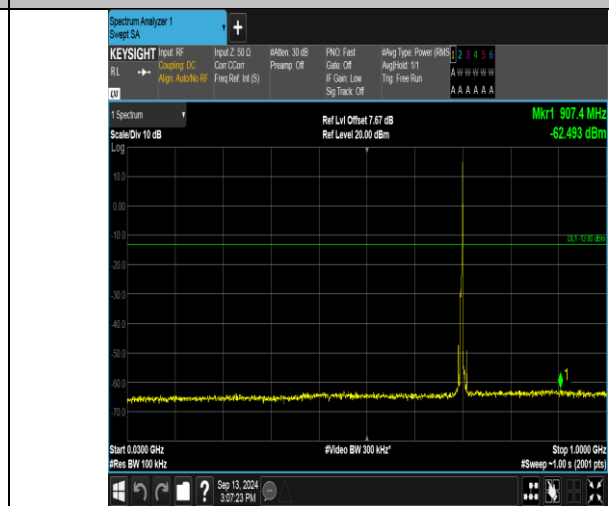 Spectrum Analyzer 1
Swept SA
+
KEYSIGHT
RL
Input: RF
Coupling: DC
Align: Auto/No RF
Input Z: 50 Ω
Corr CCorr
Freq Ref: Int (S)
#Atten: 30 dB
Preamp: Off
PNO: Fast
Gate: Off
IF Gain: Low
Sig Track: Off
#Avg Type: Power (RMS
Avg|Hold: 1/1
Trig: Free Run
1 2 3 4 5 6
A W W W W W
A A A A A A
1 Spectrum
Scale/Div 10 dB
Log
Ref Lvl Offset 7.67 dB
Ref Level 20.00 dBm
Mkr1 907.4 MHz
-62.493 dBm
10.0
0.00
-10.0
DL1 -13.00 dBm
-20.0
-30.0
-40.0
-50.0
-60.0
1
-70.0
Start 0.0300 GHz
#Res BW 100 kHz
#Video BW 300 kHz*
Stop 1.0000 GHz
#Sweep ~1.00 s (2001 pts)
?
Sep 13, 2024
3:07:23 PM